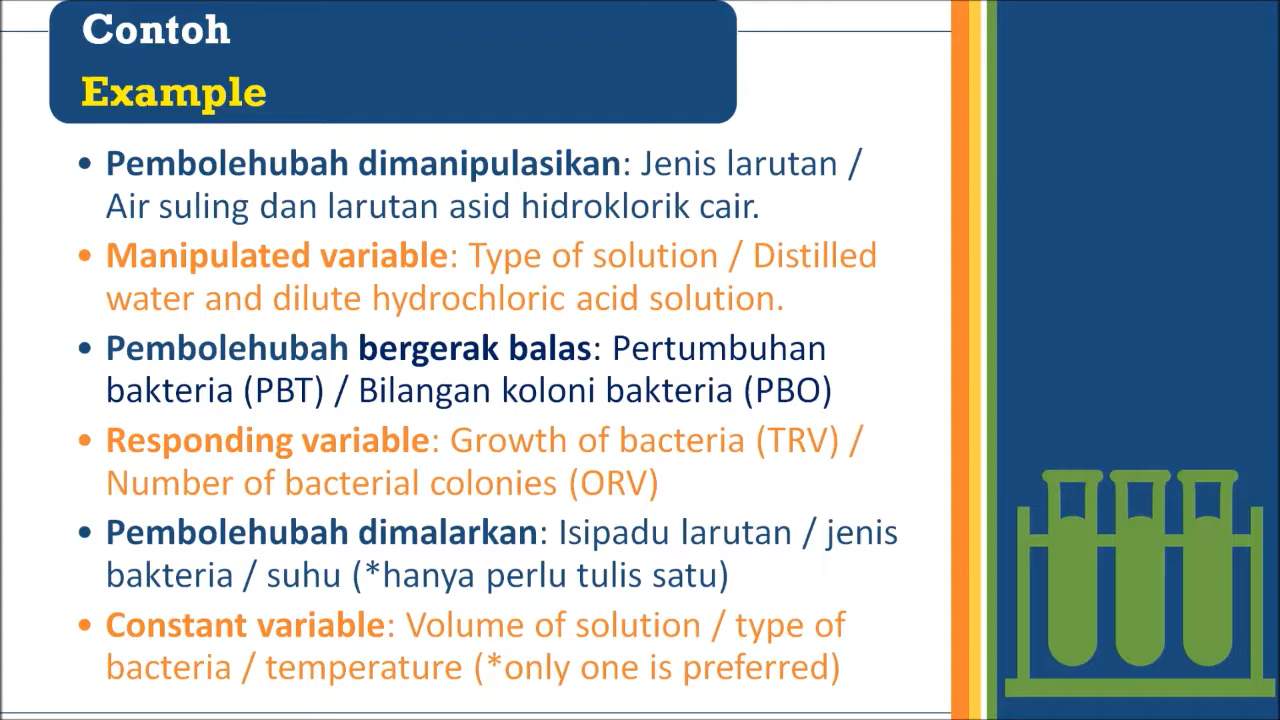 Contoh
Example
• Pembolehubah dimanipulasikan: Jenis larutan /
Air suling dan larutan asid hidroklorik cair.
• Manipulated variable: Type of solution / Distilled
water and dilute hydrochloric acid solution.
• Pembolehubah bergerak balas: Pertumbuhan
bakteria (PBT) / Bilangan koloni bakteria (PBO)
• Responding variable: Growth of bacteria (TRV) /
Number of bacterial colonies (ORV)
• Pembolehubah dimalarkan: Isipadu larutan / jenis
bakteria / suhu (*hanya perlu tulis satu)
• Constant variable: Volume of solution / type of
bacteria / temperature (*only one is preferred)